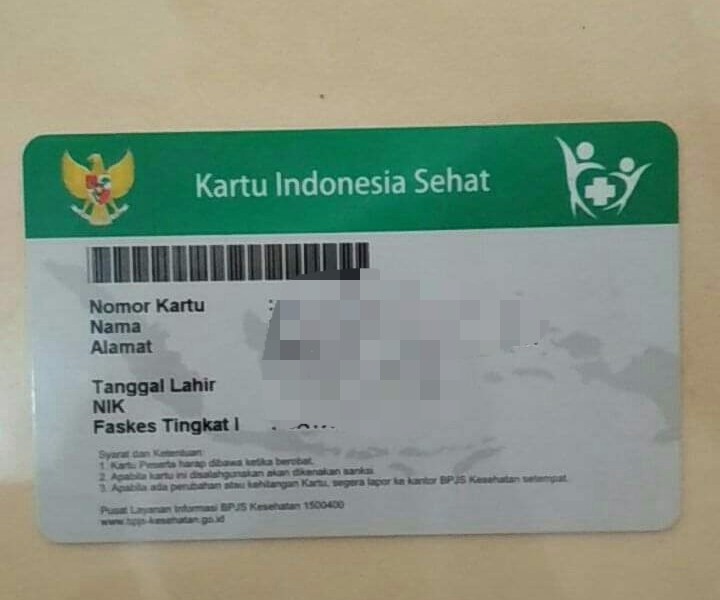 Kartu Indonesia Sehat
Nomor Kartu :
Nama
Alamat
Tanggal Lahir
NIK
Faskes Tingkat I :
Syarat dan Ketentuan:
1. Kartu Peserta harap dibawa ketika berobat.
2. Apabila kartu ini disalahgunakan akan dikenakan sanksi.
3. Apabila ada perubahan atau kehilangan Kartu, segera lapor ke kantor BPJS Kesehatan setempat.
Pusat Layanan Informasi BPJS Kesehatan 1500400
www.bpjs-kesehatan.go.id